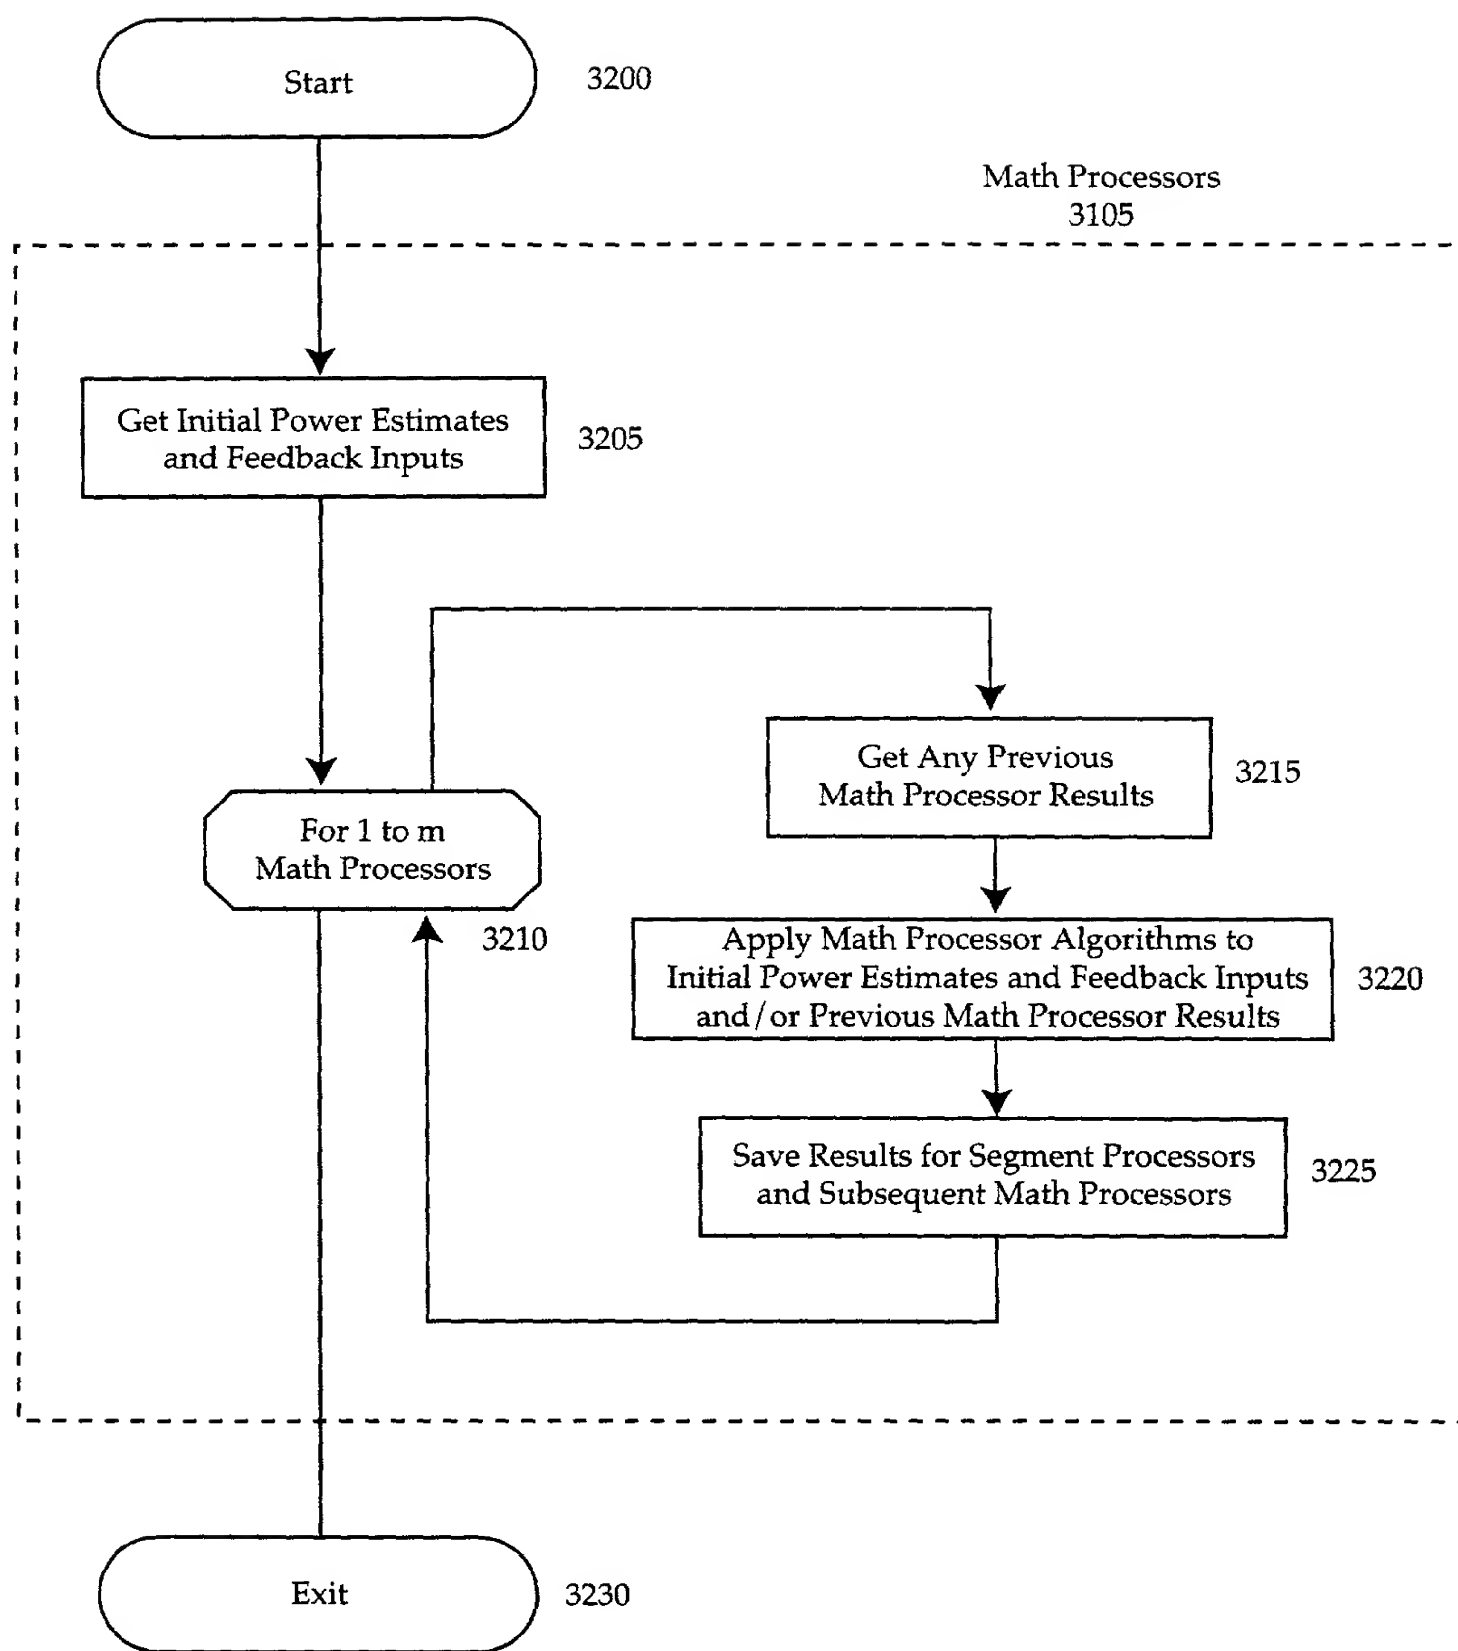 Start
3200
Math Processors
3105
Get Initial Power Estimates
and Feedback Inputs
3205
For 1 to m
Math Processors
3210
Get Any Previous
Math Processor Results
3215
Apply Math Processor Algorithms to
Initial Power Estimates and Feedback Inputs
and/or Previous Math Processor Results
3220
Save Results for Segment Processors
and Subsequent Math Processors
3225
Exit
3230